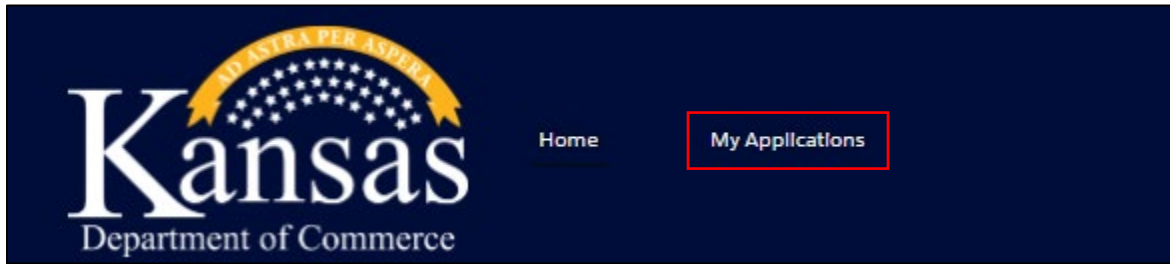 AD ASTRA PER ASPERA
Kansas
Department of Commerce
Home
My Applications